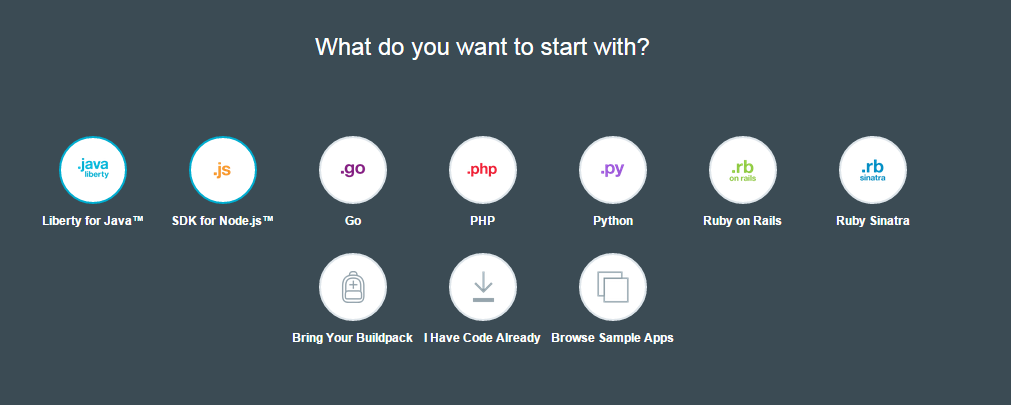 What do you want to start with?
.java
liberty
.js
.go
.php
.py
.rb
on rails
.rb
sinatra
Liberty for Java™
SDK for Node.js™
Go
PHP
Python
Ruby on Rails
Ruby Sinatra
Bring Your Buildpack
I Have Code Already
Browse Sample Apps